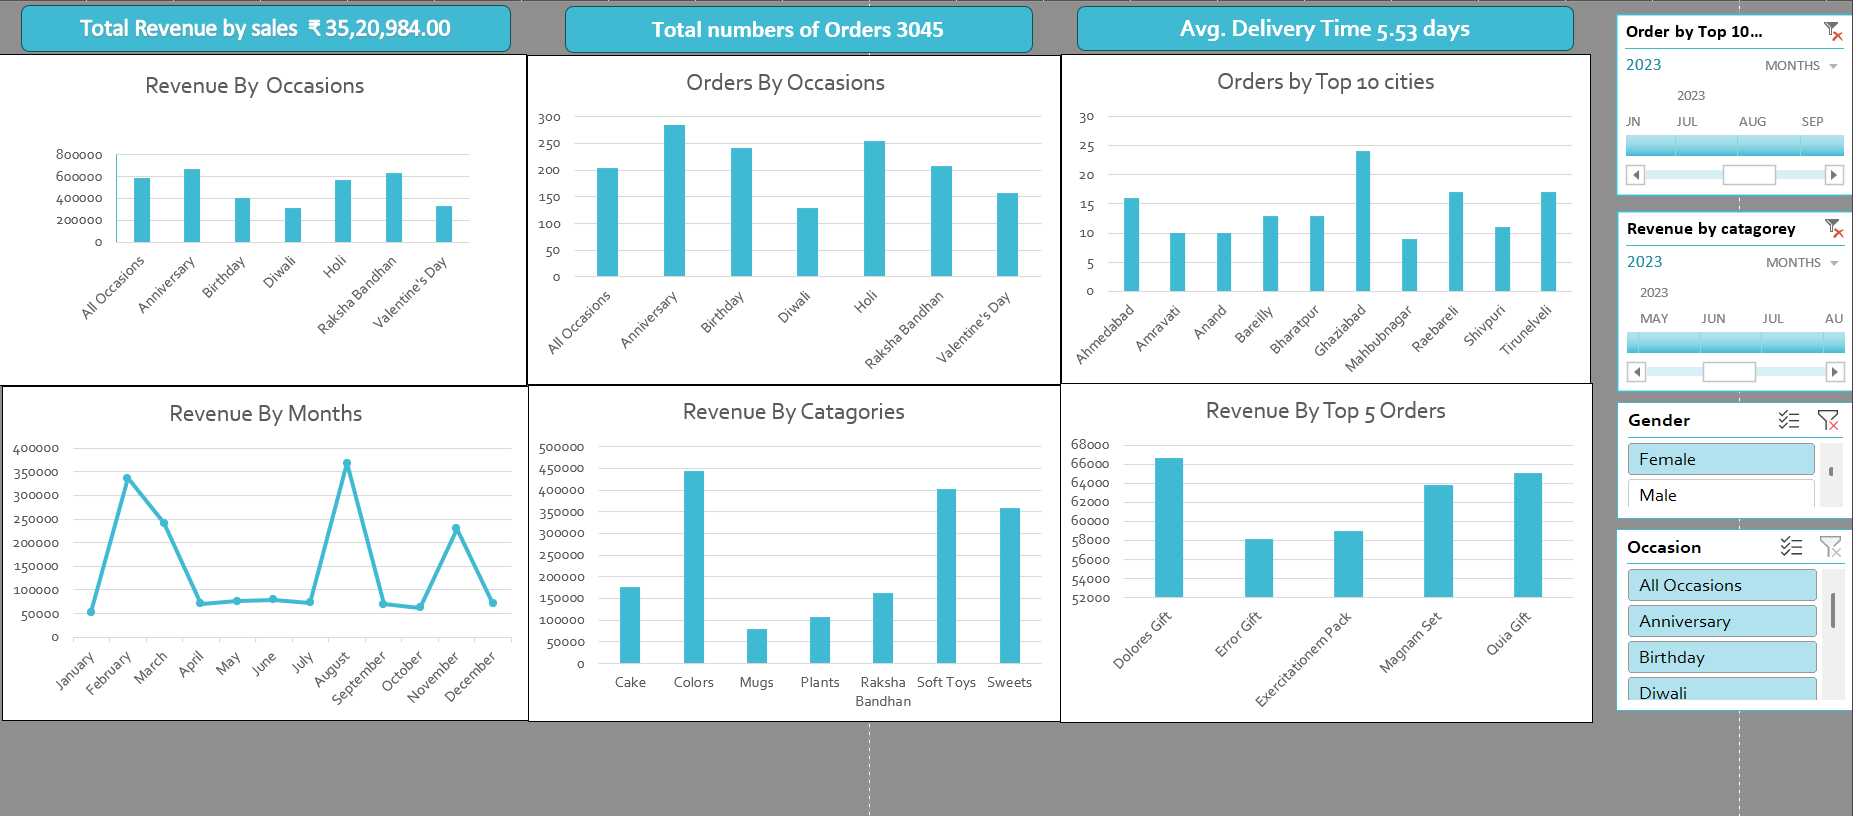 Total Revenue by sales ₹ 35,20,984.00
Total numbers of Orders 3045
Avg. Delivery Time 5.53 days
Revenue By Occasions
800000
600000
400000
200000
0
All Occasions
Anniversary
Birthday
Diwali
Holi
Raksha Bandhan
Valentine's Day
Orders By Occasions
300
250
200
150
100
50
0
All Occasions
Anniversary
Birthday
Diwali
Holi
Raksha Bandhan
Valentine's Day
Orders by Top 10 cities
30
25
20
15
10
5
0
Ahmedabad
Amravati
Anand
Bareilly
Bharatpur
Ghaziabad
Mahbubnagar
Raebareli
Shivpuri
Tirunelveli
Revenue By Months
400000
350000
300000
250000
200000
150000
100000
50000
0
January
February
March
April
May
June
July
August
September
October
November
December
Revenue By Catagories
500000
450000
400000
350000
300000
250000
200000
150000
100000
50000
0
Cake
Colors
Mugs
Plants
Raksha
Bandhan
Soft Toys
Sweets
Revenue By Top 5 Orders
68000
66000
64000
62000
60000
58000
56000
54000
52000
Dolores Gift
Error Gift
Exercitationem Pack
Magnam Set
Quia Gift
Order by Top 10...
2023 MONTHS
2023
JN JUL AUG SEP
Revenue by catagorey
2023 MONTHS
2023
MAY JUN JUL AU
Gender
Female
Male
Occasion
All Occasions
Anniversary
Birthday
Diwali